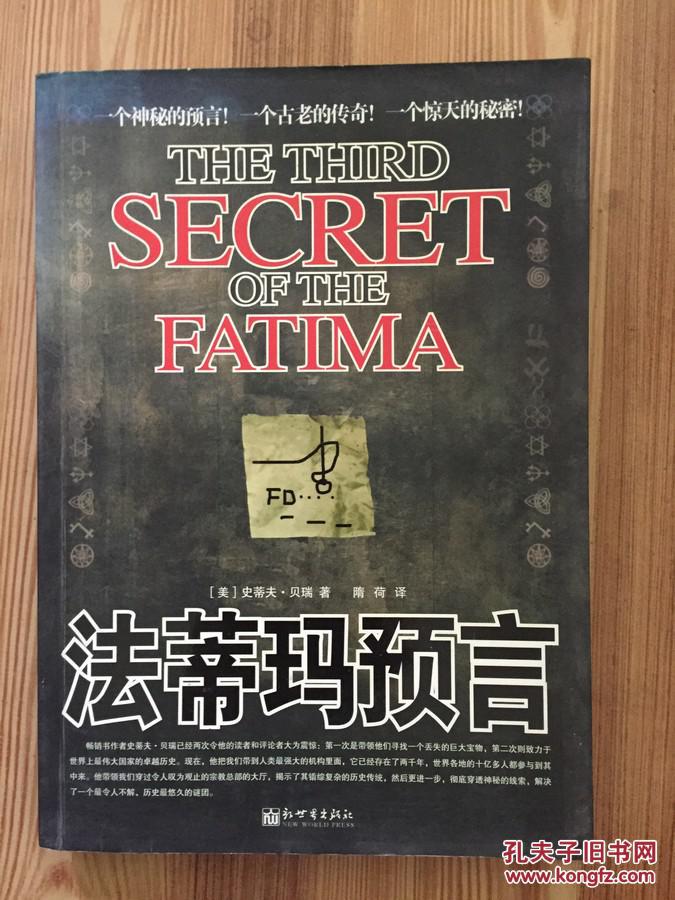 一个神秘的预言! 一个古老的传奇! 一个惊天的秘密!
THE THIRD
SECRET
OF THE
FATIMA
FD....
[美]史蒂夫·贝瑞 著 隋荷 译
法蒂玛预言
畅销书作者史蒂夫·贝瑞已经两次令他的读者和评论者大为震惊：第一次是带领他们寻找一个丢失的巨大宝物，第二次则致力于
世界上最伟大国家的卓越历史。现在，他把我们带到人类最强大的机构里面，它已经存在了两千年，世界各地的十亿多人都参与到其
中来。他带领我们穿过令人叹为观止的宗教总部的大厅，揭示了其错综复杂的历史传统，然后更进一步，彻底穿透神秘的线索，解决
了一个最令人不解、历史最悠久的谜团。
新世界出版社
NEW WORLD PRESS
孔夫子旧书网
www.kongfz.com